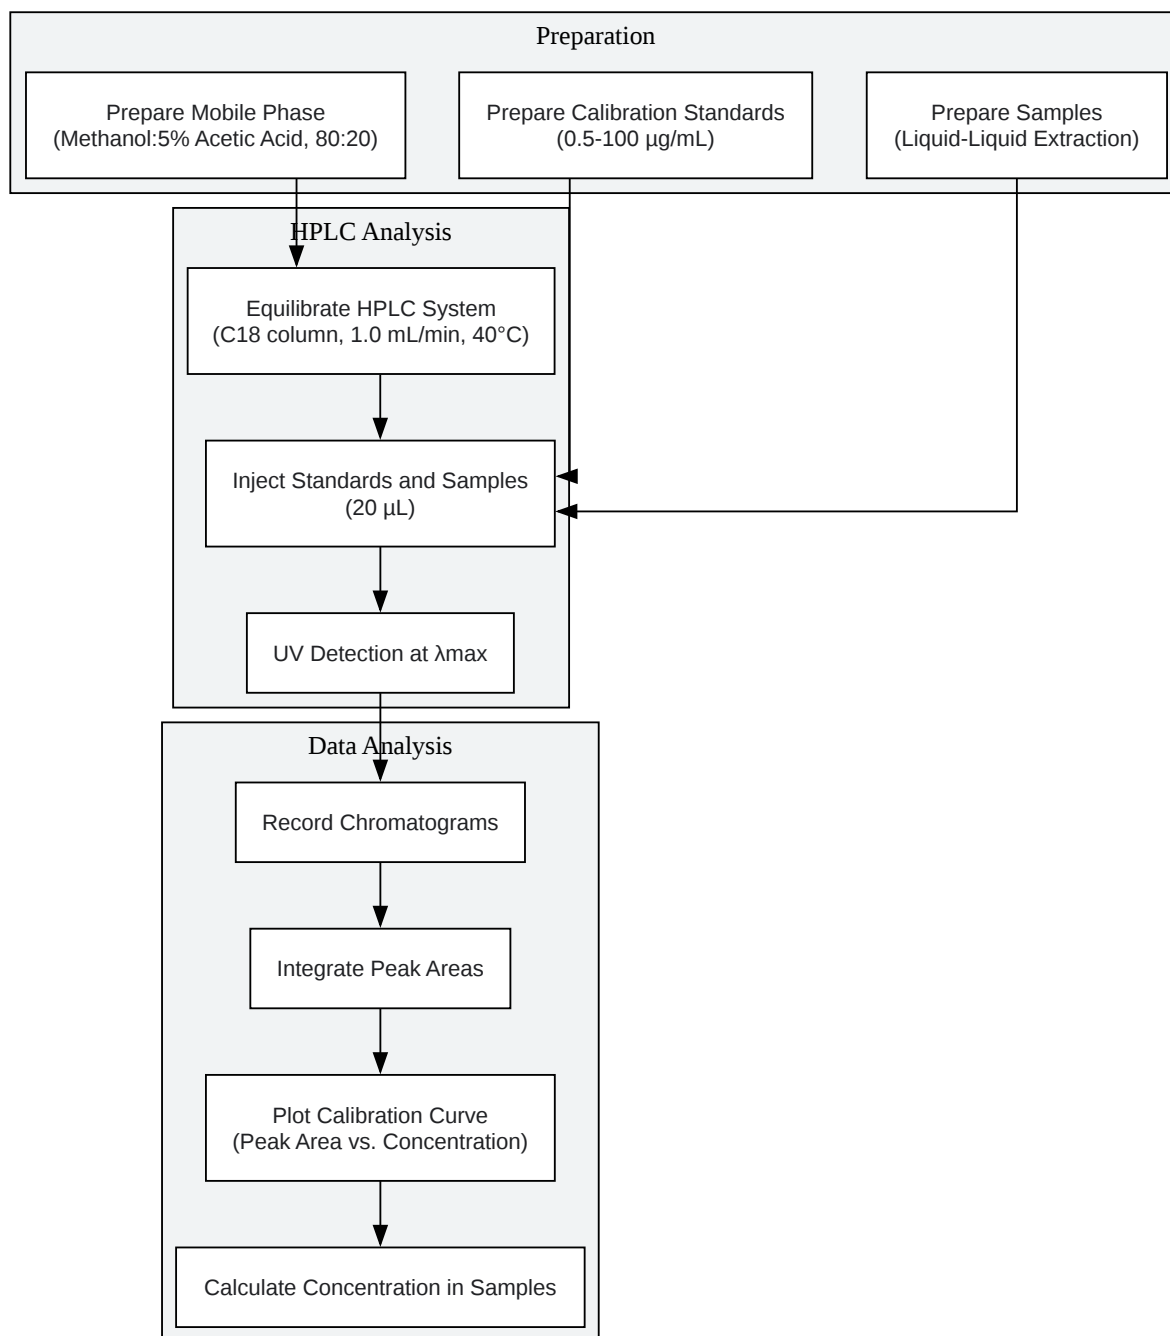 Preparation
Prepare Mobile Phase
(Methanol:5% Acetic Acid, 80:20)
Prepare Calibration Standards
(0.5-100 µg/mL)
Prepare Samples
(Liquid-Liquid Extraction)
HPLC Analysis
Equilibrate HPLC System
(C18 column, 1.0 mL/min, 40°C)
Inject Standards and Samples
(20 µL)
UV Detection at λmax
Data Analysis
Record Chromatograms
Integrate Peak Areas
Plot Calibration Curve
(Peak Area vs. Concentration)
Calculate Concentration in Samples